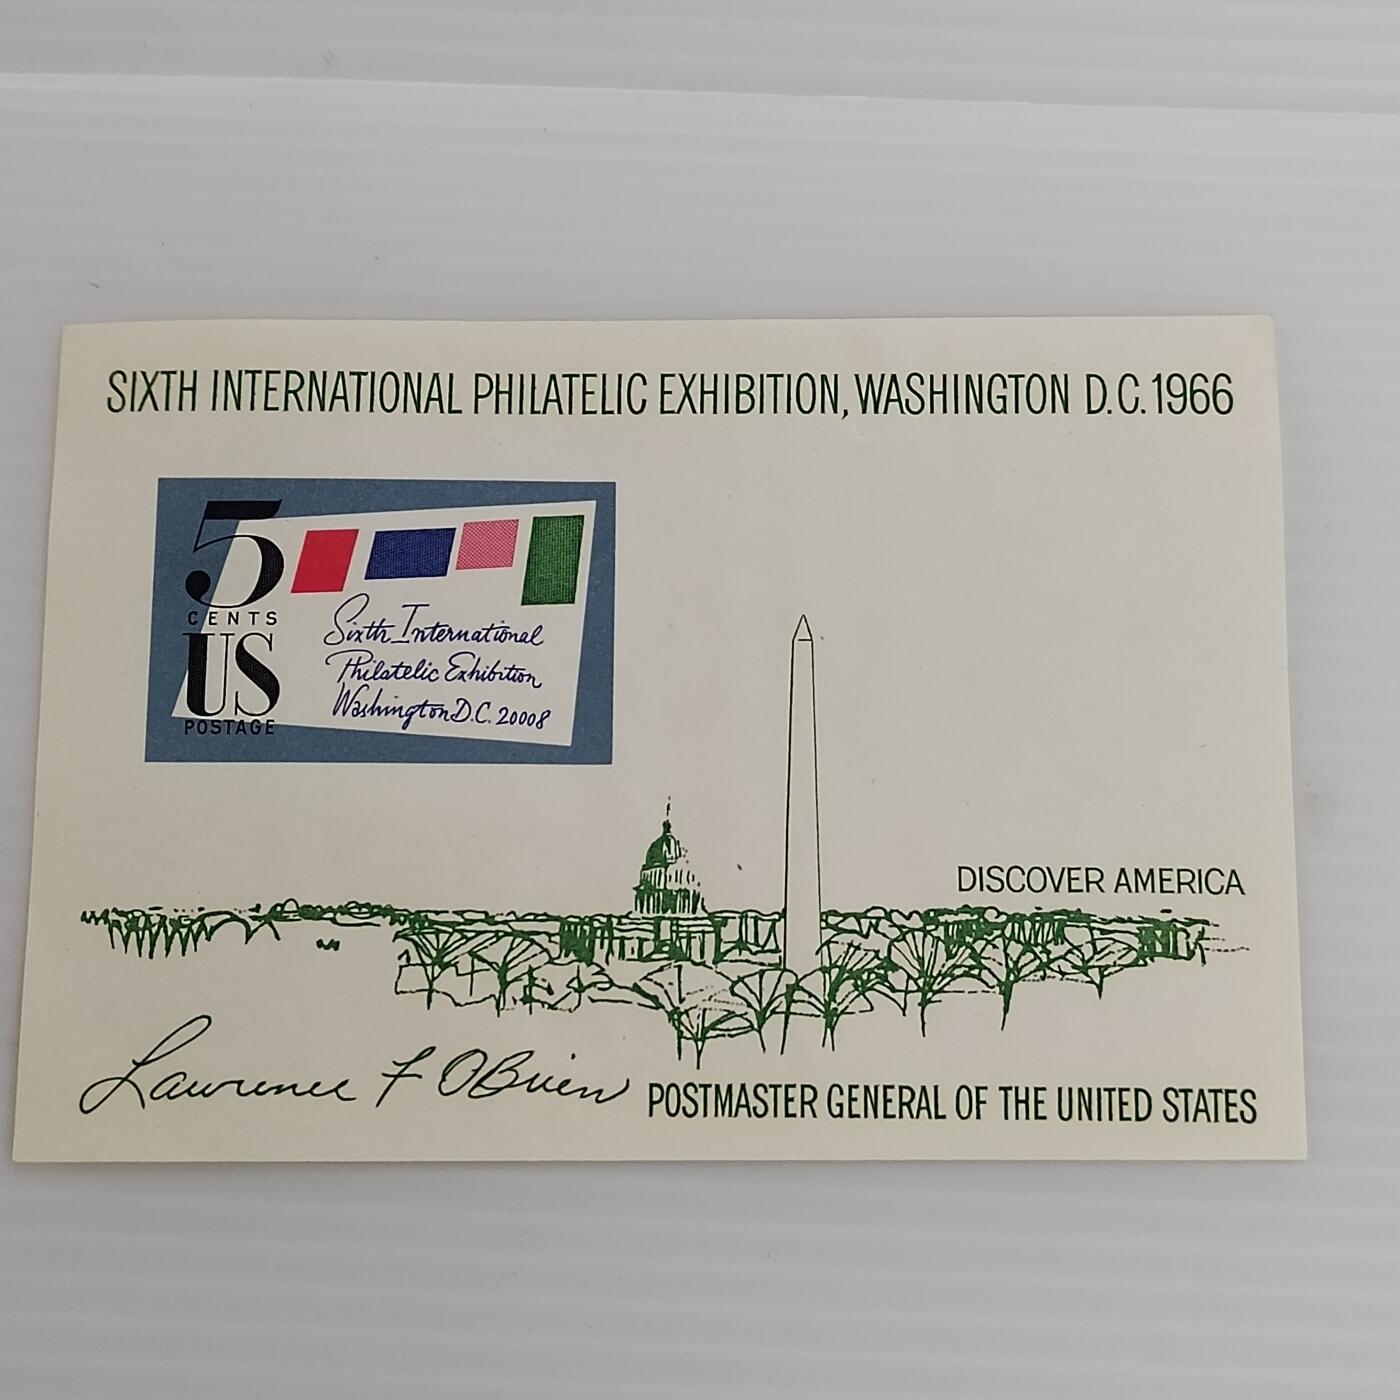 SIXTH INTERNATIONAL PHILATELIC EXHIBITION, WASHINGTON D.C. 1966
5
CENTS
US
POSTAGE
Sixth International
Philatelic Exhibition
Washington D.C. 20008
DISCOVER AMERICA
Lawrence F O'Brien POSTMASTER GENERAL OF THE UNITED STATES